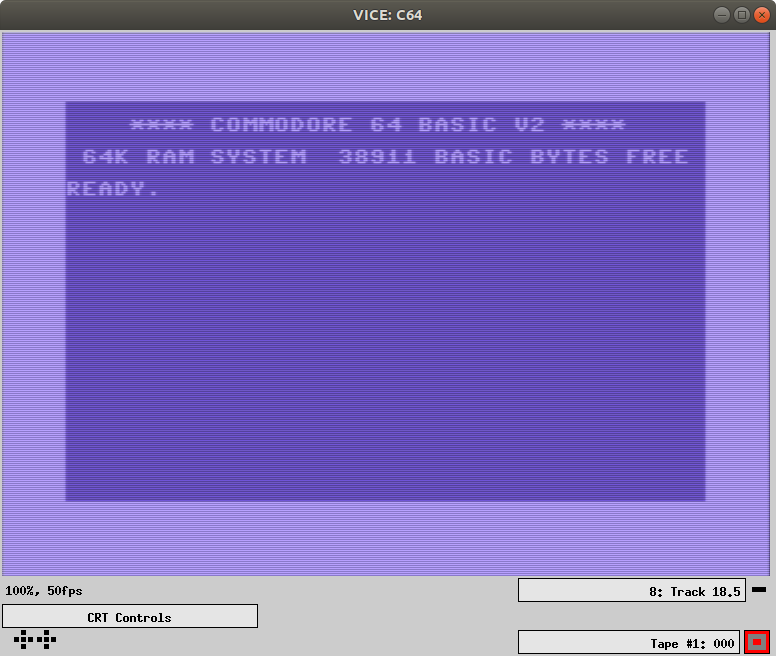 VICE: C64
**** COMMODORE 64 BASIC V2 ****
64K RAM SYSTEM  38911 BASIC BYTES FREE
READY.
100%, 50fps
8: Track 18.5
CRT Controls
Tape #1: 000